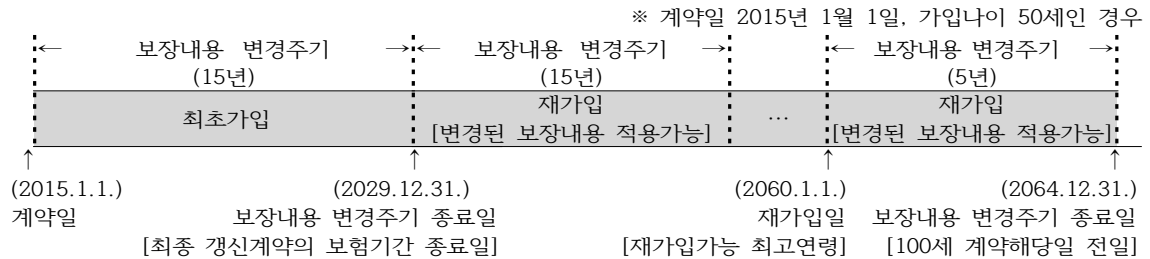 ※ 계약일 2015년 1월 1일, 가입나이 50세인 경우
← 보장내용 변경주기 → ← 보장내용 변경주기 → ← 보장내용 변경주기 →
(15년) (15년) (5년)
최초가입 재가입 … 재가입
[변경된 보장내용 적용가능] [변경된 보장내용 적용가능]
↑ ↑ ↑ ↑
(2015.1.1.) (2029.12.31.) (2060.1.1.) (2064.12.31.)
계약일 보장내용 변경주기 종료일 재가입일 보장내용 변경주기 종료일
[최종 갱신계약의 보험기간 종료일] [재가입가능 최고연령] [100세 계약해당일 전일]